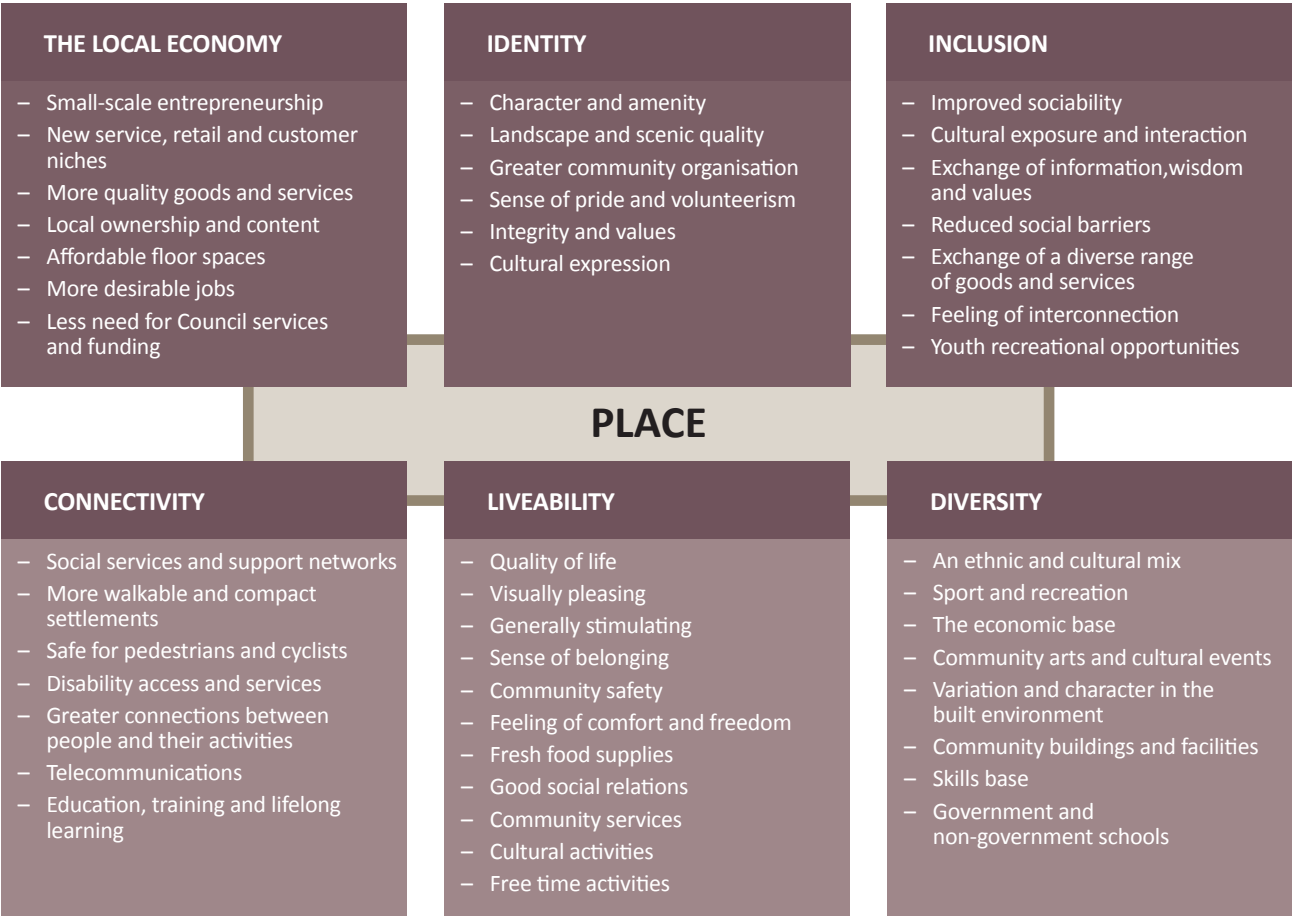 THE LOCAL ECONOMY
– Small-scale entrepreneurship
– New service, retail and customer
niches
– More quality goods and services
– Local ownership and content
– Affordable floor spaces
– More desirable jobs
– Less need for Council services
and funding
IDENTITY
– Character and amenity
– Landscape and scenic quality
– Greater community organisation
– Sense of pride and volunteerism
– Integrity and values
– Cultural expression
INCLUSION
– Improved sociability
– Cultural exposure and interaction
– Exchange of information,wisdom
and values
– Reduced social barriers
– Exchange of a diverse range
of goods and services
– Feeling of interconnection
– Youth recreational opportunities
PLACE
CONNECTIVITY
– Social services and support networks
– More walkable and compact
settlements
– Safe for pedestrians and cyclists
– Disability access and services
– Greater connections between
people and their activities
– Telecommunications
– Education, training and lifelong
learning
LIVEABILITY
– Quality of life
– Visually pleasing
– Generally stimulating
– Sense of belonging
– Community safety
– Feeling of comfort and freedom
– Fresh food supplies
– Good social relations
– Community services
– Cultural activities
– Free time activities
DIVERSITY
– An ethnic and cultural mix
– Sport and recreation
– The economic base
– Community arts and cultural events
– Variation and character in the
built environment
– Community buildings and facilities
– Skills base
– Government and
non-government schools